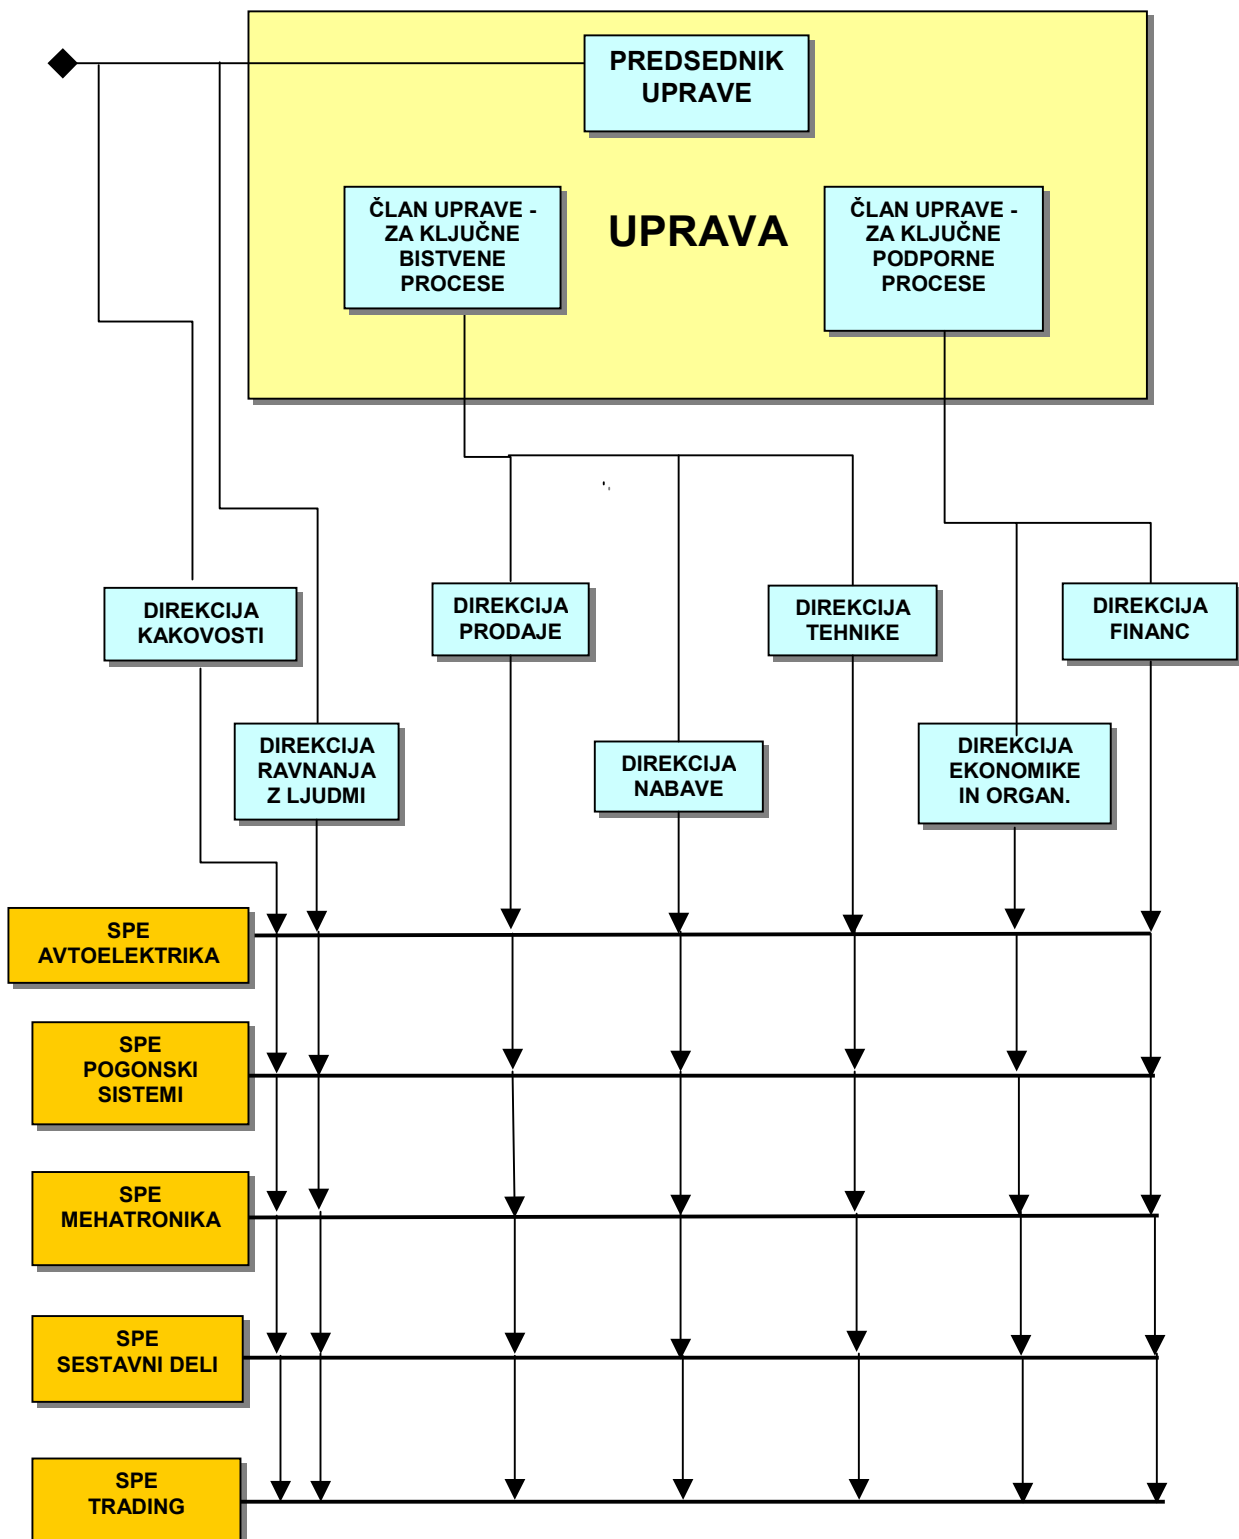 PREDSEDNIK
UPRAVE
ČLAN UPRAVE -
ZA KLJUČNE
BISTVENE
PROCESE
UPRAVA
ČLAN UPRAVE -
ZA KLJUČNE
PODPORNE
PROCESE
DIREKCIJA
KAKOVOSTI
DIREKCIJA
PRODAJE
DIREKCIJA
TEHNIKE
DIREKCIJA
FINANC
DIREKCIJA
RAVNANJA
Z LJUDMI
DIREKCIJA
NABAVE
DIREKCIJA
EKONOMIKE
IN ORGAN.
SPE
AVTOELEKTRIKA
SPE
POGONSKI
SISTEMI
SPE
MEHATRONIKA
SPE
SESTAVNI DELI
SPE
TRADING